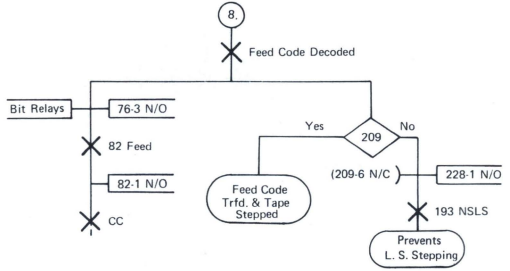 8.
Feed Code Decoded
Bit Relays
76-3 N/O
82 Feed
82-1 N/O
CC
Yes
209
No
Feed Code
Trfd. & Tape
Stepped
(209-6 N/C)
228-1 N/O
193 NSLS
Prevents
L. S. Stepping